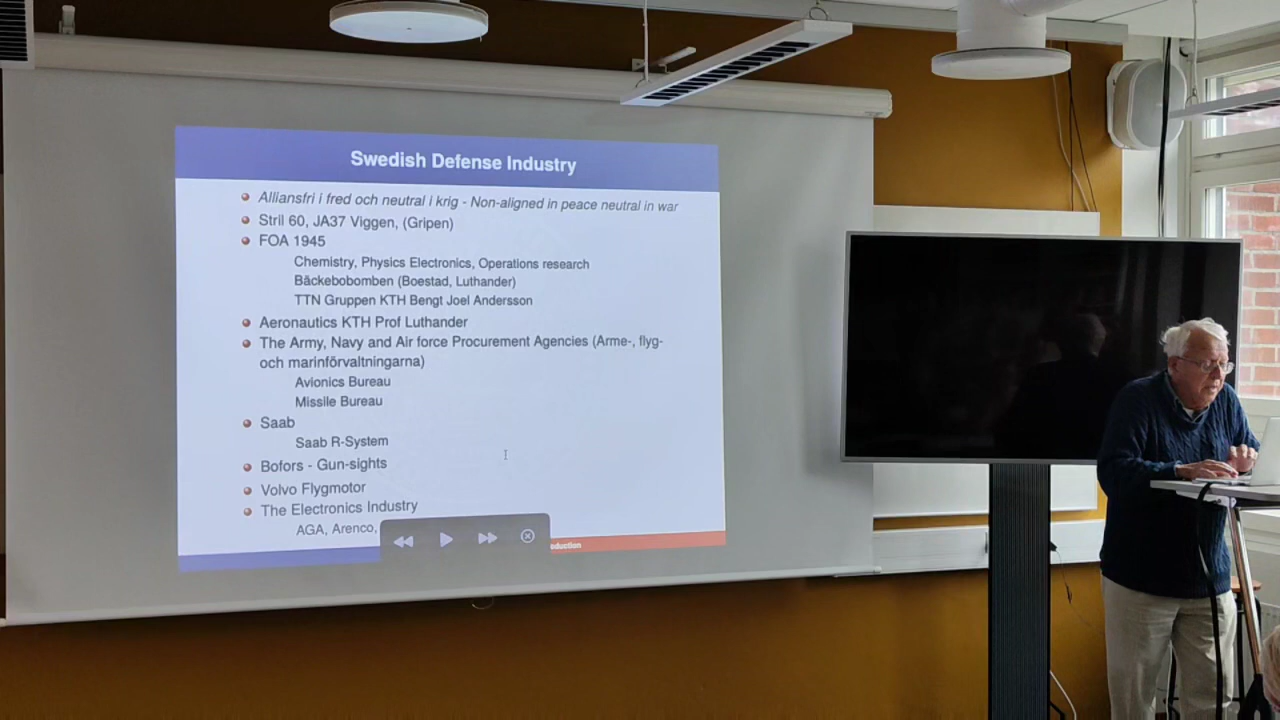 Swedish Defense Industry
Alliansfri i fred och neutral i krig - Non-aligned in peace neutral in war
Stril 60, JA37 Viggen, (Gripen)
FOA 1945
Chemistry, Physics Electronics, Operations research
Bäckebobomben (Boestad, Luthander)
TTN Gruppen KTH Bengt Joel Andersson
Aeronautics KTH Prof Luthander
The Army, Navy and Air force Procurement Agencies (Arme-, flyg-
och marinförvaltningarna)
Avionics Bureau
Missile Bureau
Saab
Saab R-System
Bofors - Gun-sights
Volvo Flygmotor
The Electronics Industry
AGA, Arenco,